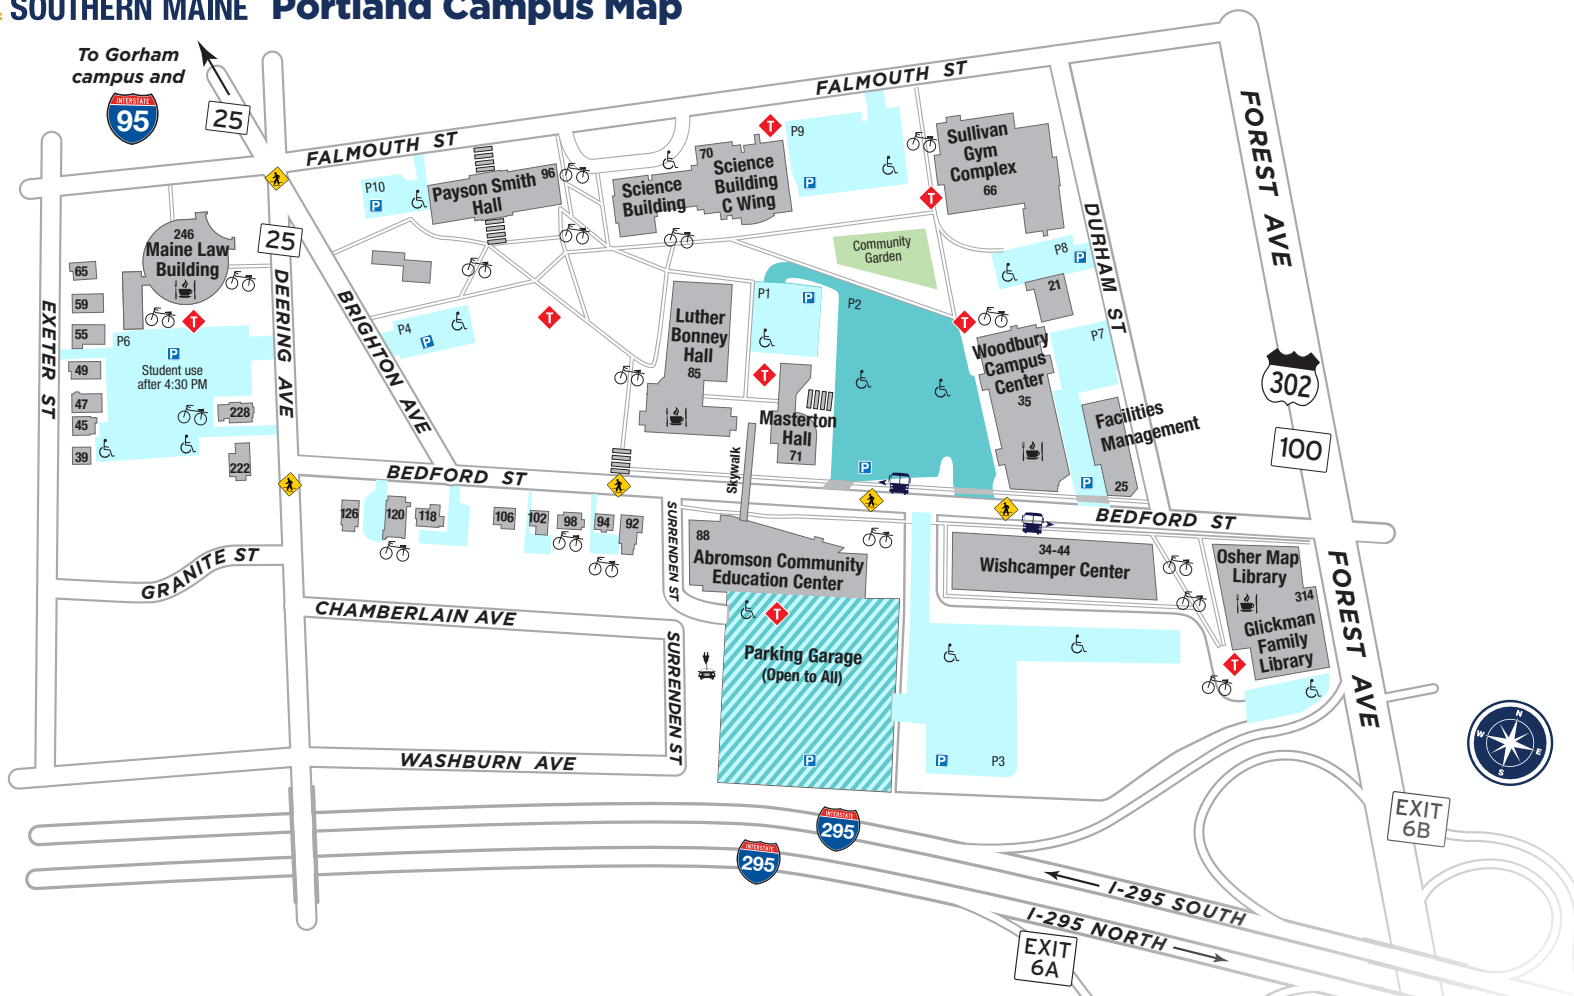 SOUTHERN MAINE Portland Campus Map
To Gorham
campus and
INTERSTATE
95
25
FALMOUTH ST
FALMOUTH ST
FOREST AVE
P10
P
Payson Smith
Hall
96
70
Science
Building
Science
Building
C Wing
T
P9
P
Sullivan
Gym
Complex
66
T
DURHAM ST
246
Maine Law
Building
25
Community
Garden
P8
P
21
65
59
55
49
47
45
39
EXETER ST
T
P6
P
Student use
after 4:30 PM
228
222
DEERING AVE
BRIGHTON AVE
P4
P
T
Luther
Bonney
Hall
85
P1
P
T
P2
P
Masterton
Hall
71
Skywalk
T
Woodbury
Campus
Center
35
P7
P
Facilities
Management
25
302
100
BEDFORD ST
BEDFORD ST
126
120
118
106
102
98
94
92
SURRENDEN ST
88
Abromson Community
Education Center
34-44
Wishcamper Center
Osher Map
Library
314
Glickman
Family
Library
T
FOREST AVE
GRANITE ST
CHAMBERLAIN AVE
SURRENDEN ST
T
Parking Garage
(Open to All)
P
P
P3
WASHBURN AVE
N
W
E
S
INTERSTATE
295
INTERSTATE
295
EXIT
6B
I-295 SOUTH
I-295 NORTH
EXIT
6A